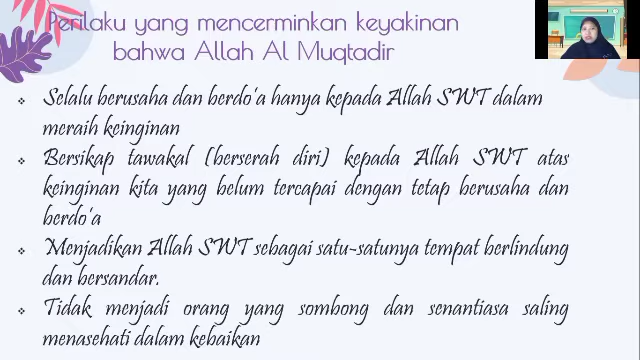 Perilaku yang mencerminkan keyakinan
bahwa Allah Al Muqtadir
Selalu berusaha dan berdo'a hanya kepada Allah SWT dalam
meraih keinginan
Bersikap tawakal (berserah diri) kepada Allah SWT atas
keinginan kita yang belum tercapai dengan tetap berusaha dan
berdo'a
Menjadikan Allah SWT sebagai satu-satunya tempat berlindung
dan bersandar.
Tidak menjadi orang yang sombong dan senantiasa saling
menasehati dalam kebaikan